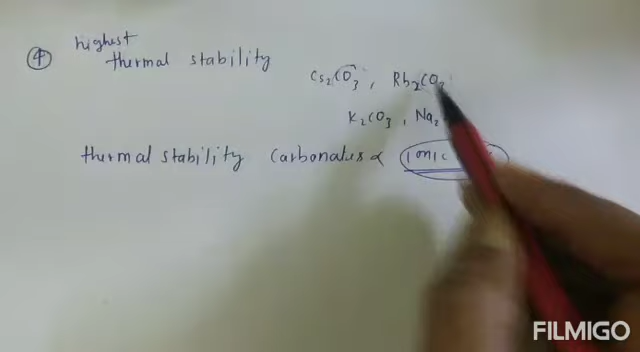 ④ highest
thermal stability
Cs₂CO₃, Rb₂CO₃
K₂CO₃, Na₂
thermal stability carbonates ∝ ionic
FILMIGO